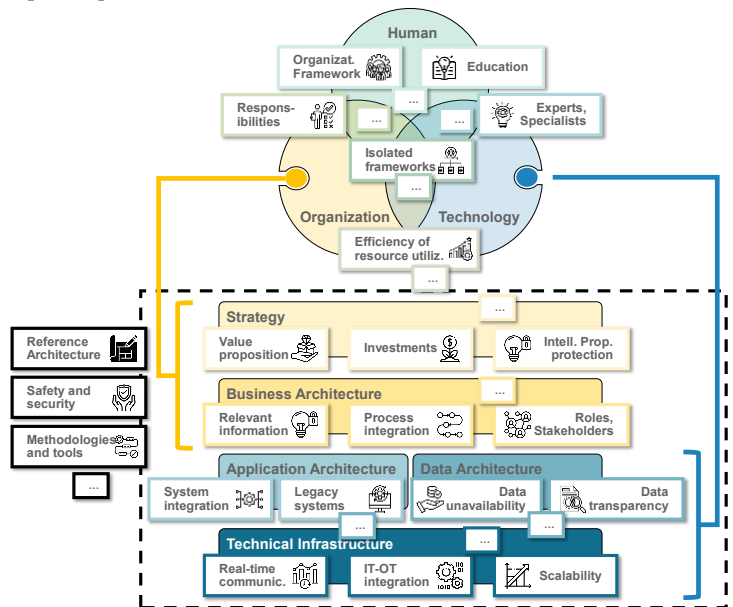 Human
Organizat.
Framework
Education
Respons-
ibilities
...
...
...
Experts,
Specialists
Isolated
frameworks
...
Organization
Technology
Efficiency of
resource utiliz.
...
...
Strategy
Value
proposition
Investments
Intell. Prop.
protection
Reference
Architecture
Safety and
security
Methodologies
and tools
...
...
Business Architecture
Relevant
information
Process
integration
Roles,
Stakeholders
Application Architecture
Data Architecture
System
integration
Legacy
systems
Data
unavailability
Data
transparency
...
...
...
Technical Infrastructure
Real-time
communic.
IT-OT
integration
Scalability